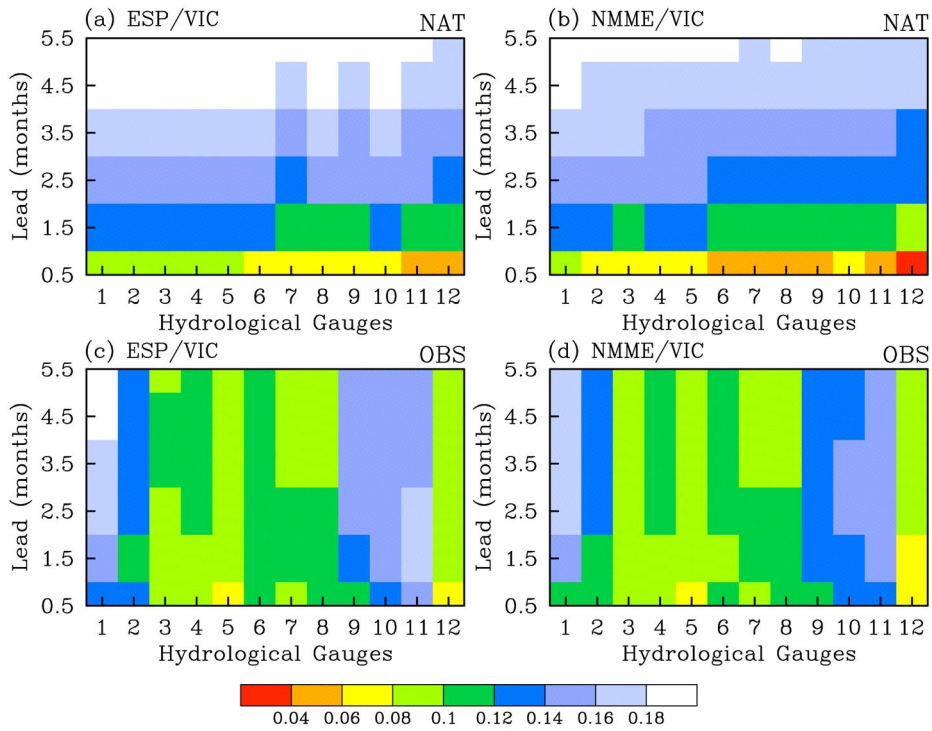 (a) ESP/VIC NAT
(b) NMME/VIC NAT
5.5
4.5
3.5
2.5
1.5
0.5
Lead (months)
1 2 3 4 5 6 7 8 9 10 11 12
Hydrological Gauges
5.5
4.5
3.5
2.5
1.5
0.5
Lead (months)
1 2 3 4 5 6 7 8 9 10 11 12
Hydrological Gauges
(c) ESP/VIC OBS
(d) NMME/VIC OBS
5.5
4.5
3.5
2.5
1.5
0.5
Lead (months)
1 2 3 4 5 6 7 8 9 10 11 12
Hydrological Gauges
5.5
4.5
3.5
2.5
1.5
0.5
Lead (months)
1 2 3 4 5 6 7 8 9 10 11 12
Hydrological Gauges
0.04 0.06 0.08 0.1 0.12 0.14 0.16 0.18